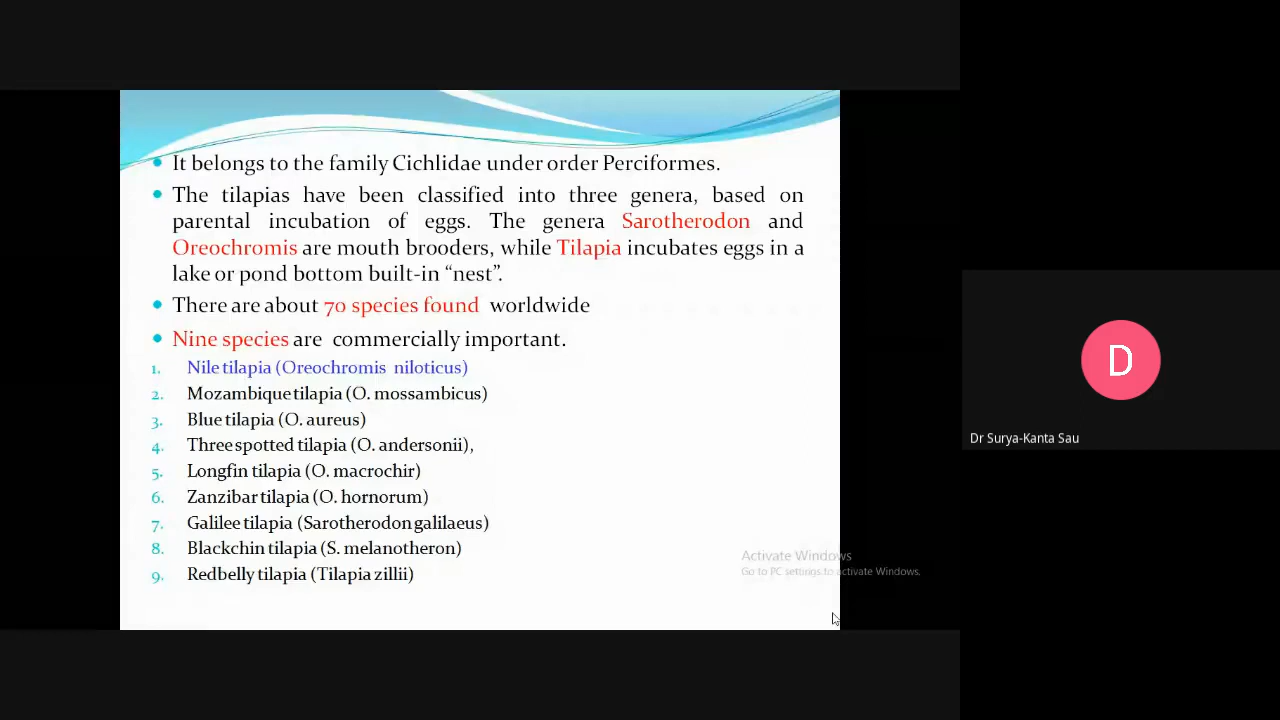 It belongs to the family Cichlidae under order Perciformes.
The tilapias have been classified into three genera, based on
parental incubation of eggs. The genera Sarotherodon and
Oreochromis are mouth brooders, while Tilapia incubates eggs in a
lake or pond bottom built-in “nest”.
There are about 70 species found worldwide
Nine species are commercially important.
1. Nile tilapia (Oreochromis niloticus)
2. Mozambique tilapia (O. mossambicus)
3. Blue tilapia (O. aureus)
4. Three spotted tilapia (O. andersonii),
5. Longfin tilapia (O. macrochir)
6. Zanzibar tilapia (O. hornorum)
7. Galilee tilapia (Sarotherodon galilaeus)
8. Blackchin tilapia (S. melanotheron)
9. Redbelly tilapia (Tilapia zillii)
Activate Windows
Go to PC settings to activate Windows.
D
Dr Surya-Kanta Sau